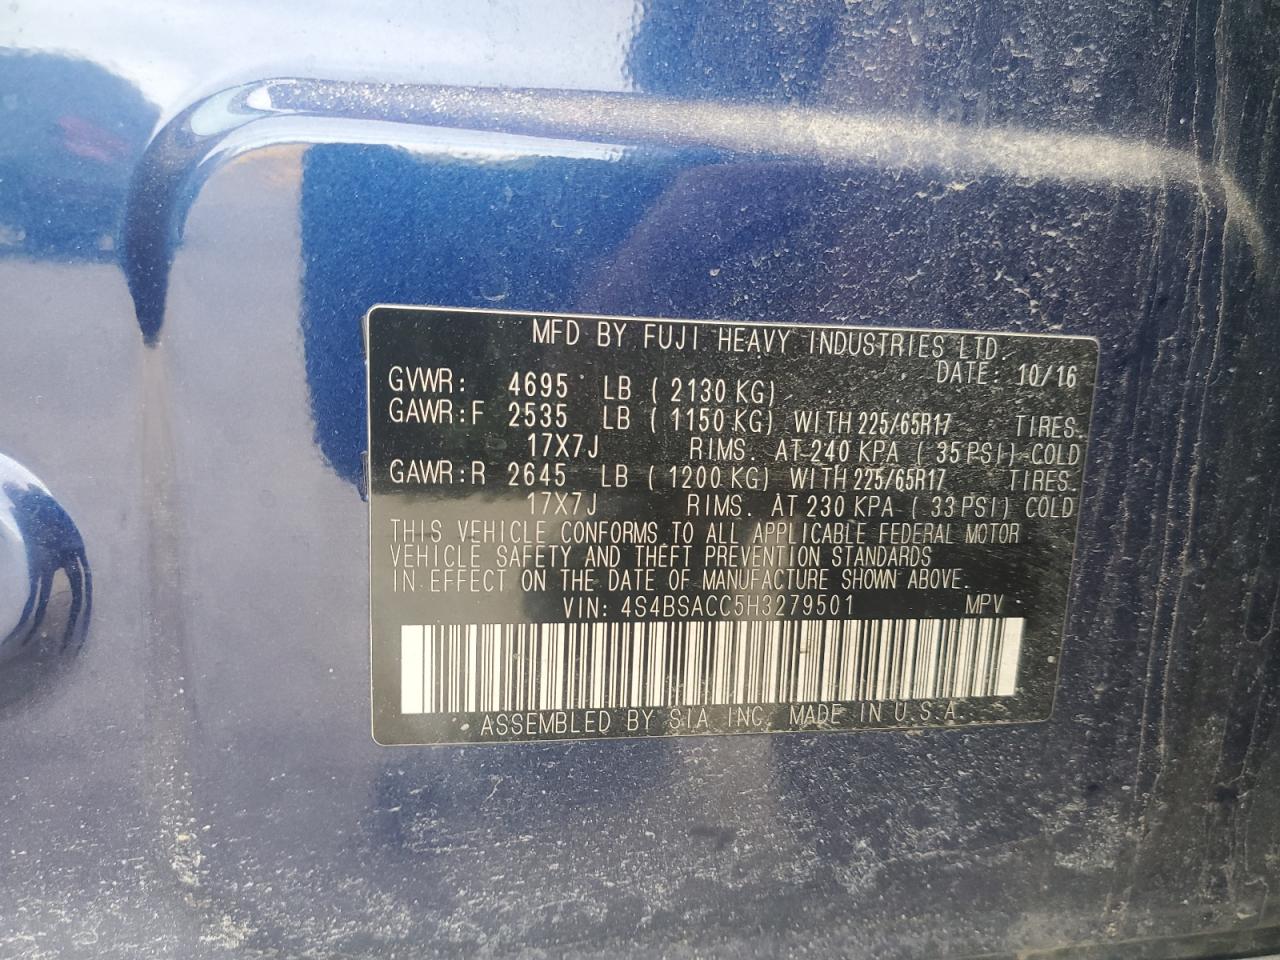 MFD BY FUJI HEAVY INDUSTRIES LTD.
DATE: 10/16
GVWR: 4695 LB ( 2130 KG)
GAWR:F 2535 LB ( 1150 KG) WITH 225/65R17 TIRES.
17X7J RIMS. AT 240 KPA ( 35 PSI) COLD
GAWR:R 2645 LB ( 1200 KG) WITH 225/65R17 TIRES.
17X7J RIMS. AT 230 KPA ( 33 PSI) COLD
THIS VEHICLE CONFORMS TO ALL APPLICABLE FEDERAL MOTOR
VEHICLE SAFETY AND THEFT PREVENTION STANDARDS
IN EFFECT ON THE DATE OF MANUFACTURE SHOWN ABOVE.
VIN: 4S4BSACC5H3279501 MPV
ASSEMBLED BY SIA INC. MADE IN U.S.A.